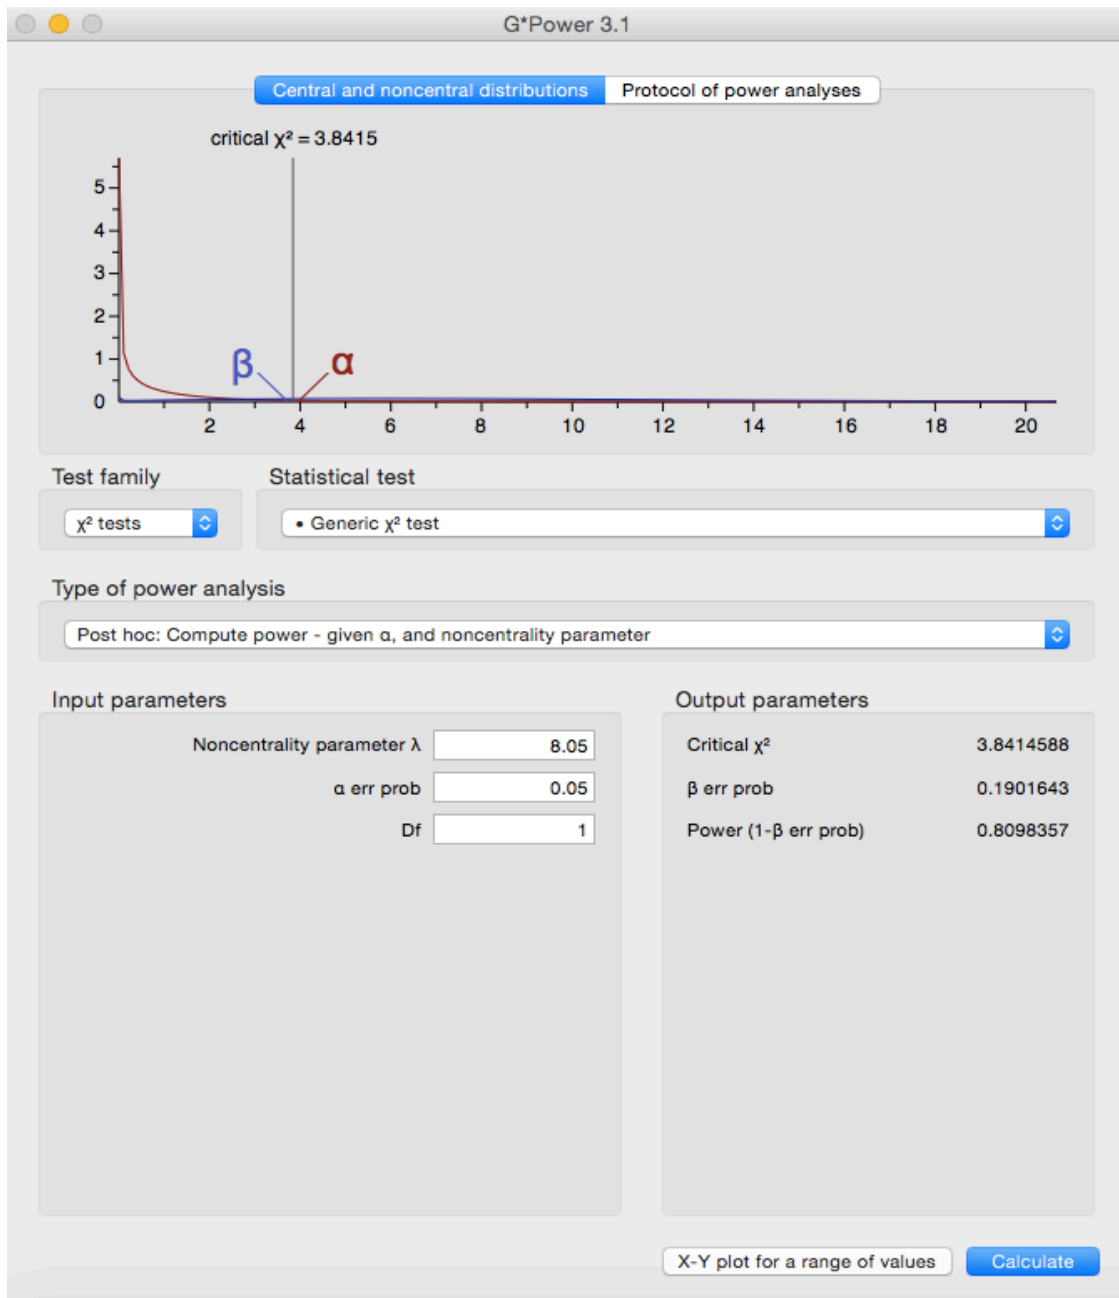 G*Power 3.1
Central and noncentral distributions Protocol of power analyses
critical χ² = 3.8415
5
4
3
2
1
0
β α
2 4 6 8 10 12 14 16 18 20
Test family Statistical test
χ² tests • Generic χ² test
Type of power analysis
Post hoc: Compute power - given α, and noncentrality parameter
Input parameters Output parameters
Noncentrality parameter λ 8.05 Critical χ² 3.8414588
α err prob 0.05 β err prob 0.1901643
Df 1 Power (1-β err prob) 0.8098357
X-Y plot for a range of values Calculate